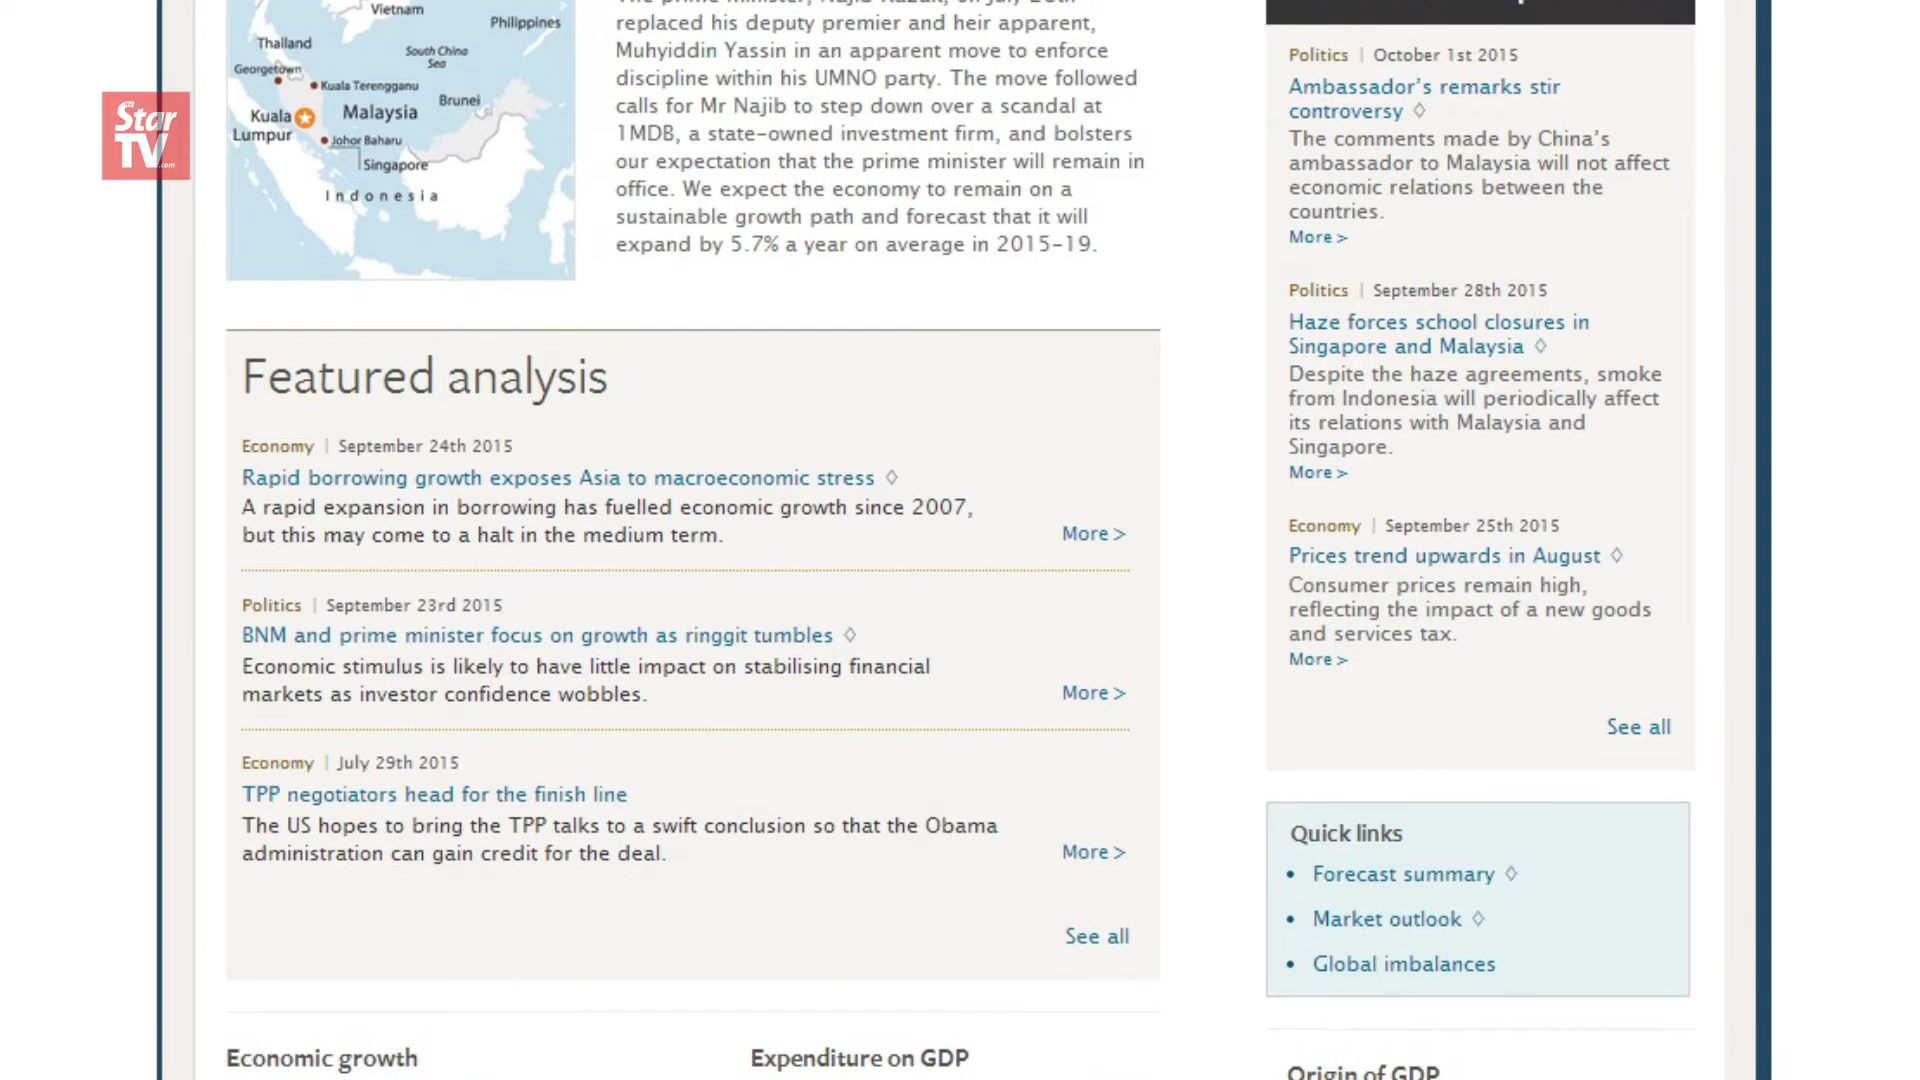 Vietnam
Philippines
Thailand
South China
Sea
Georgetown
Kuala Terengganu
Kuala
Lumpur
Malaysia
Brunei
Johor Baharu
Singapore
Indonesia
The Star
TV.com
replaced his deputy premier and heir apparent,
Muhyiddin Yassin in an apparent move to enforce
discipline within his UMNO party. The move followed
calls for Mr Najib to step down over a scandal at
1MDB, a state-owned investment firm, and bolsters
our expectation that the prime minister will remain in
office. We expect the economy to remain on a
sustainable growth path and forecast that it will
expand by 5.7% a year on average in 2015-19.
Featured analysis
Economy | September 24th 2015
Rapid borrowing growth exposes Asia to macroeconomic stress ◊
A rapid expansion in borrowing has fuelled economic growth since 2007,
but this may come to a halt in the medium term.
More >
Politics | September 23rd 2015
BNM and prime minister focus on growth as ringgit tumbles ◊
Economic stimulus is likely to have little impact on stabilising financial
markets as investor confidence wobbles.
More >
Economy | July 29th 2015
TPP negotiators head for the finish line
The US hopes to bring the TPP talks to a swift conclusion so that the Obama
administration can gain credit for the deal.
More >
See all
Economic growth
Expenditure on GDP
Politics | October 1st 2015
Ambassador's remarks stir
controversy ◊
The comments made by China's
ambassador to Malaysia will not affect
economic relations between the
countries.
More >
Politics | September 28th 2015
Haze forces school closures in
Singapore and Malaysia ◊
Despite the haze agreements, smoke
from Indonesia will periodically affect
its relations with Malaysia and
Singapore.
More >
Economy | September 25th 2015
Prices trend upwards in August ◊
Consumer prices remain high,
reflecting the impact of a new goods
and services tax.
More >
See all
Quick links
• Forecast summary ◊
• Market outlook ◊
• Global imbalances
Origin of GDP